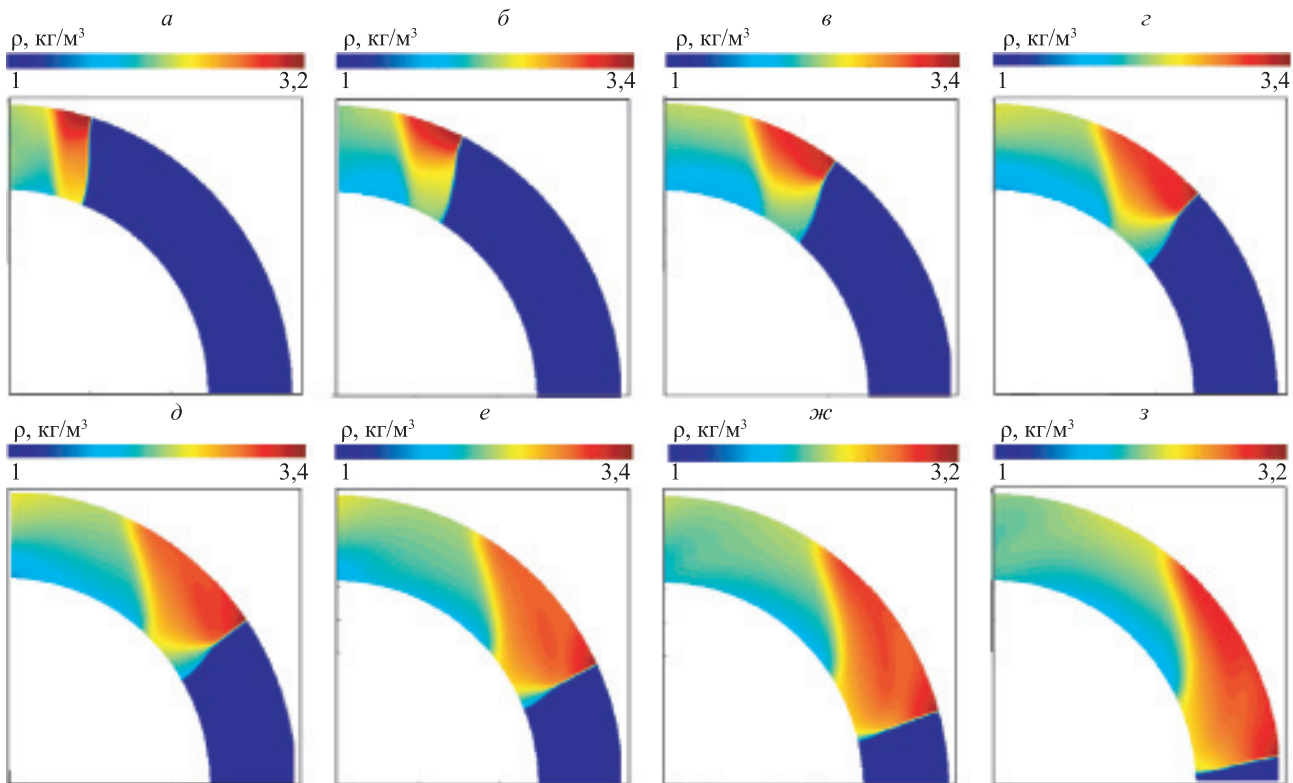 а б в г
ρ, кг/м³ ρ, кг/м³ ρ, кг/м³ ρ, кг/м³
1 3,2 1 3,4 1 3,4 1 3,4
д е ж з
ρ, кг/м³ ρ, кг/м³ ρ, кг/м³ ρ, кг/м³
1 3,4 1 3,4 1 3,2 1 3,2